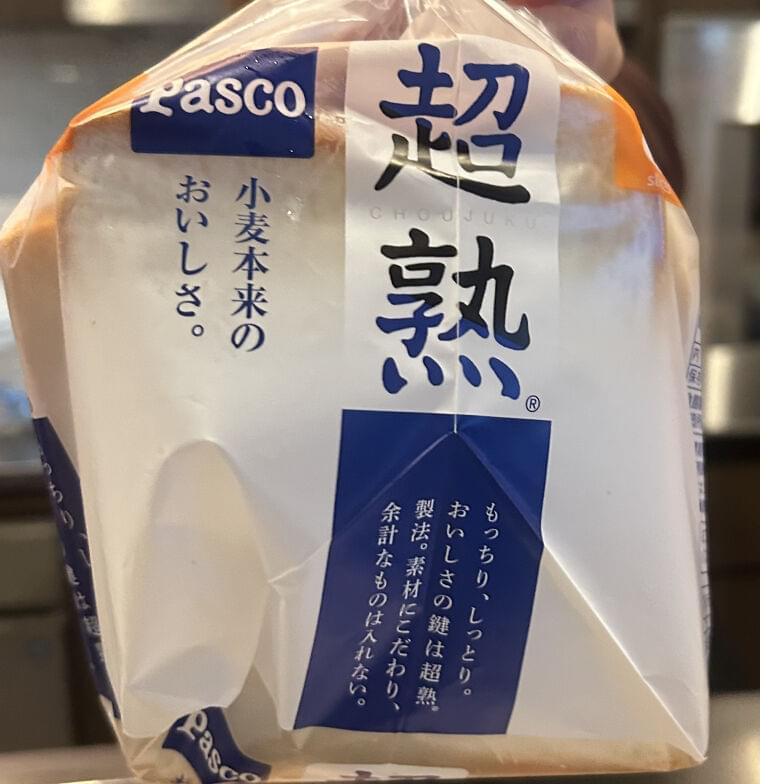 Pasco
超熟®
CHOUJUKU
小麦本来の
おいしさ。
もっちり、しっとり。
おいしさの鍵は超熟®
製法。素材にこだわり、
余計なものは入れない。
Pasco